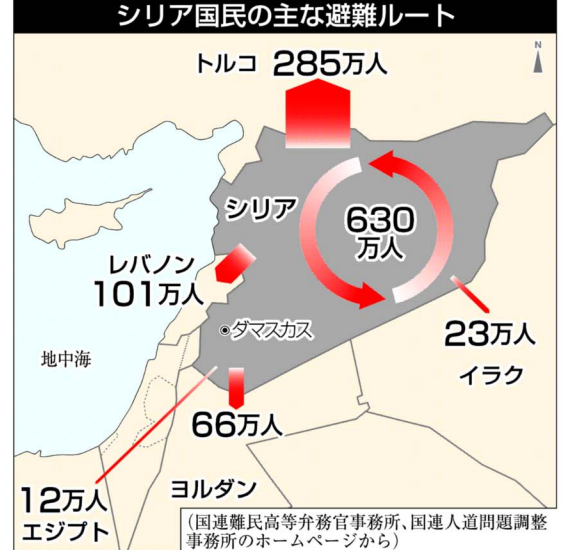 シリア国民の主な避難ルート
N
トルコ 285万人
シリア
630
万人
レバノン
101万人
ダマスカス
23万人
イラク
地中海
66万人
ヨルダン
12万人
エジプト
(国連難民高等弁務官事務所、国連人道問題調整
事務所のホームページから)